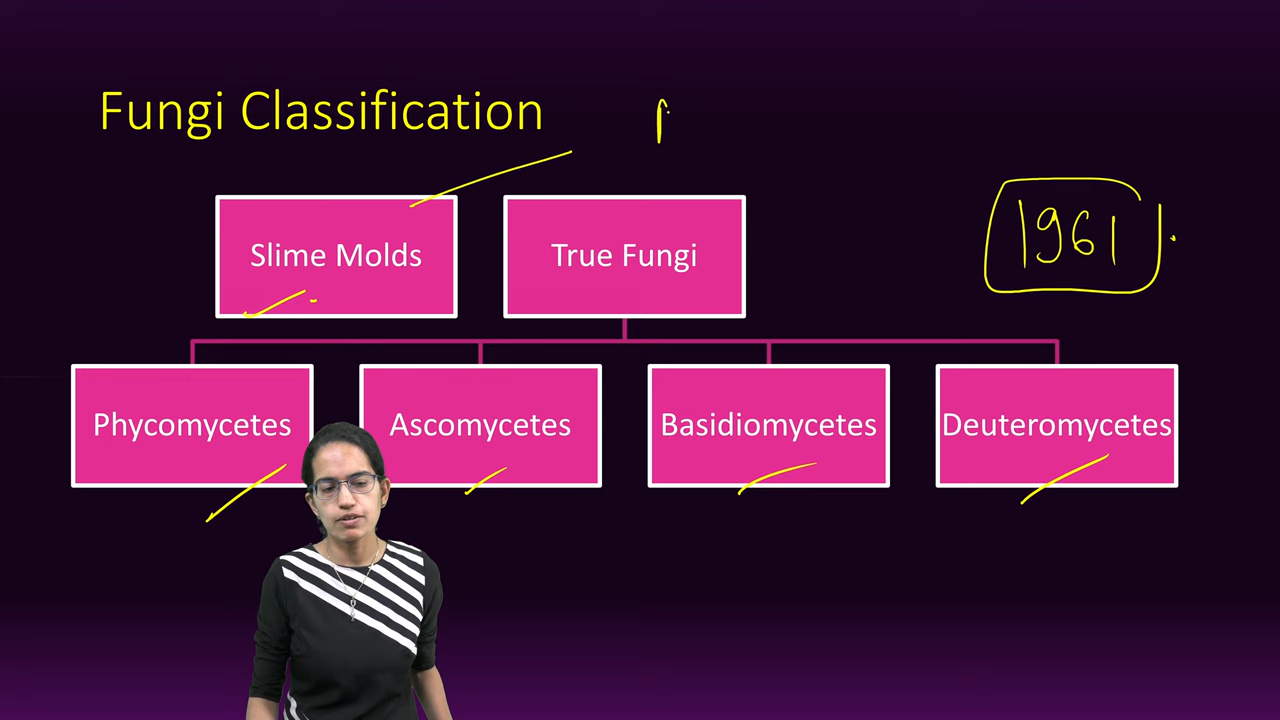 Fungi Classification
1961
Slime Molds
True Fungi
Phycomycetes
Ascomycetes
Basidiomycetes
Deuteromycetes